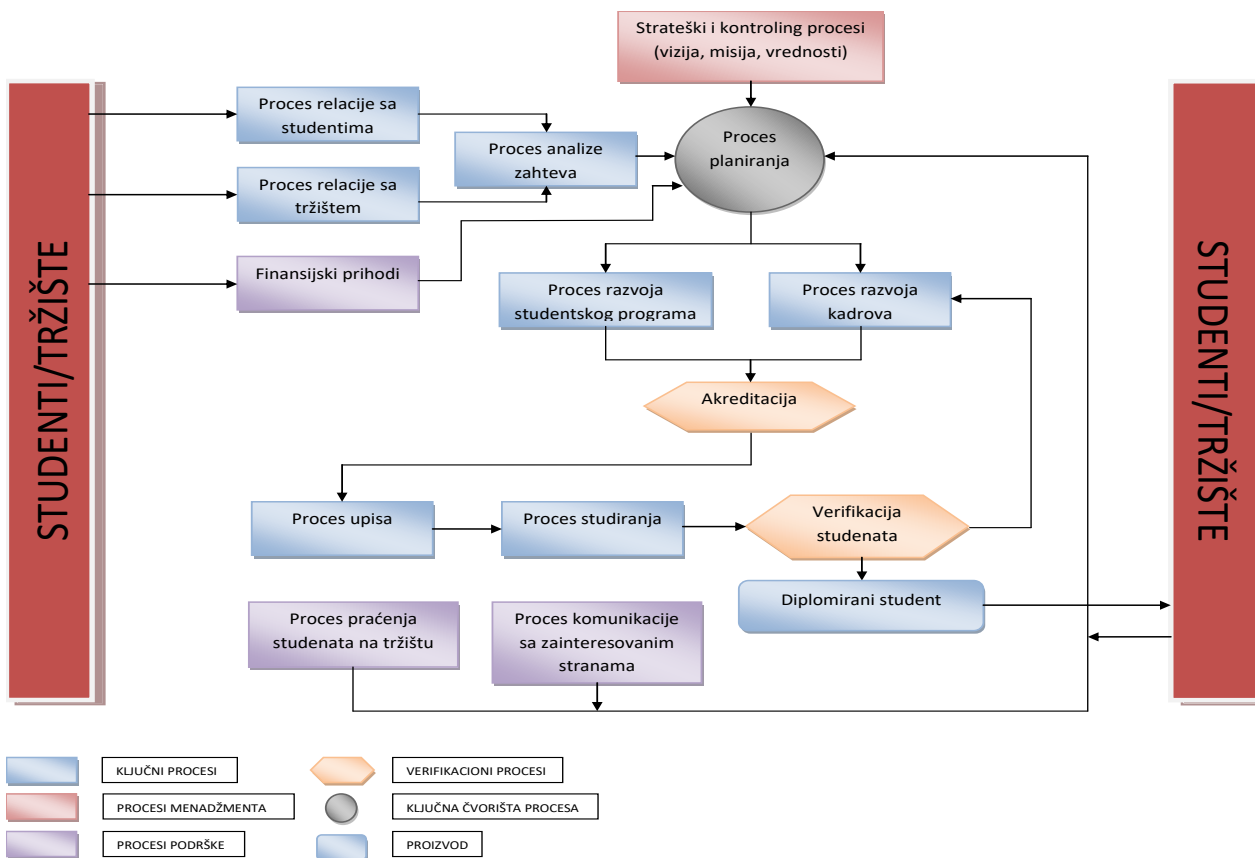 Strateški i kontroling procesi
(vizija, misija, vrednosti)
STUDENTI/TRŽIŠTE
Proces relacije sa
studentima
Proces analize
zahteva
Proces
planiranja
Proces relacije sa
tržištem
Finansijski prihodi
Proces razvoja
studentskog programa
Proces razvoja
kadrova
STUDENTI/TRŽIŠTE
Akreditacija
Proces upisa
Proces studiranja
Verifikacija
studenata
Diplomirani student
Proces praćenja
studenata na tržištu
Proces komunikacije
sa zainteresovanim
stranama
KLJUČNI PROCESI
VERIFIKACIONI PROCESI
PROCESI MENADŽMENTA
KLJUČNA ČVORIŠTA PROCESA
PROCESI PODRŠKE
PROIZVOD